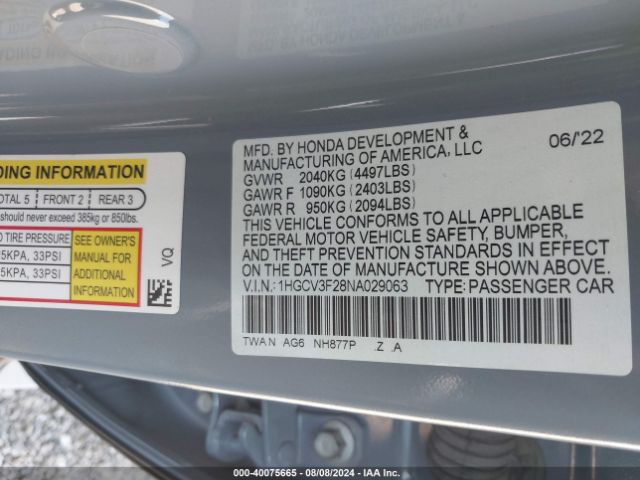 DING INFORMATION
OTAL 5 FRONT 2 REAR 3
should never exceed 385kg or 850lbs.
D TIRE PRESSURE
5KPA, 33PSI
5KPA, 33PSI
SEE OWNER'S
MANUAL FOR
ADDITIONAL
INFORMATION
VQ
MFD. BY HONDA DEVELOPMENT &
MANUFACTURING OF AMERICA, LLC
06/'22
GVWR 2040KG (4497LBS)
GAWR F 1090KG (2403LBS)
GAWR R 950KG (2094LBS)
THIS VEHICLE CONFORMS TO ALL APPLICABLE
FEDERAL MOTOR VEHICLE SAFETY, BUMPER,
AND THEFT PREVENTION STANDARDS IN EFFECT
ON THE DATE OF MANUFACTURE SHOWN ABOVE.
V.I.N.: 1HGCV3F28NA029063 TYPE: PASSENGER CAR
TWA N AG6 NH877P .Z .A
000-40075665 - 08/08/2024 - IAA Inc.